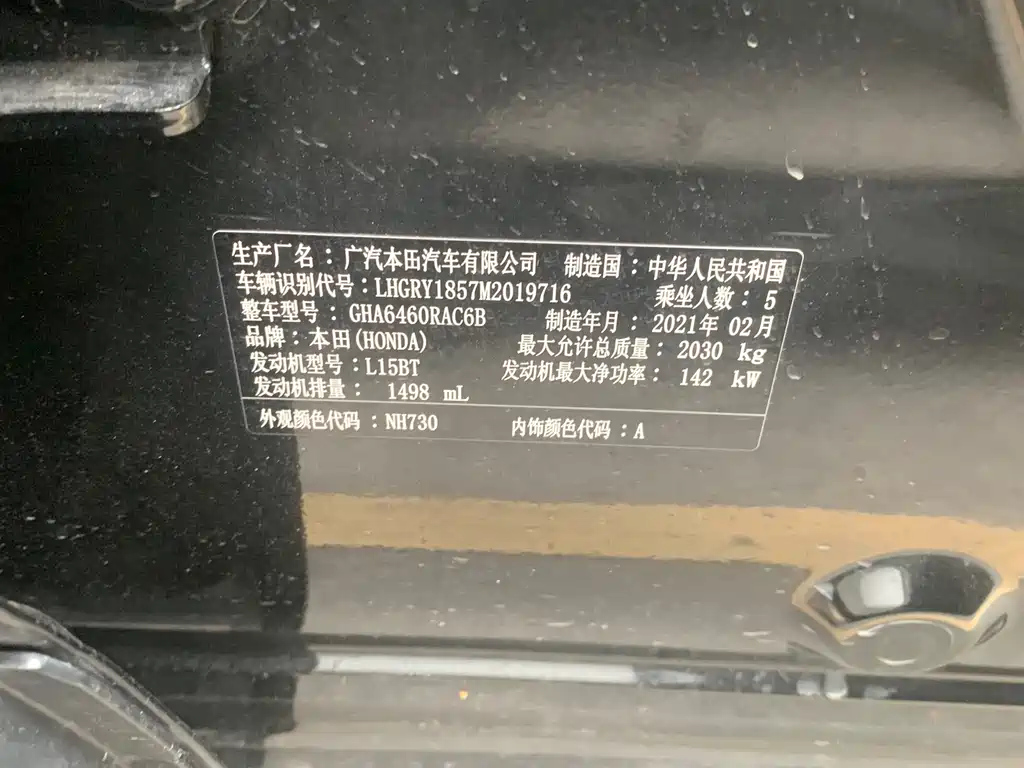 生产厂名：广汽本田汽车有限公司 制造国：中华人民共和国
车辆识别代号：LHGRY1857M2019716 乘坐人数：5
整车型号：GHA6460RAC6B 制造年月：2021年02月
品牌：本田(HONDA) 最大允许总质量：2030 kg
发动机型号：L15BT 发动机最大净功率：142 kW
发动机排量：1498 mL
外观颜色代码：NH730 内饰颜色代码：A